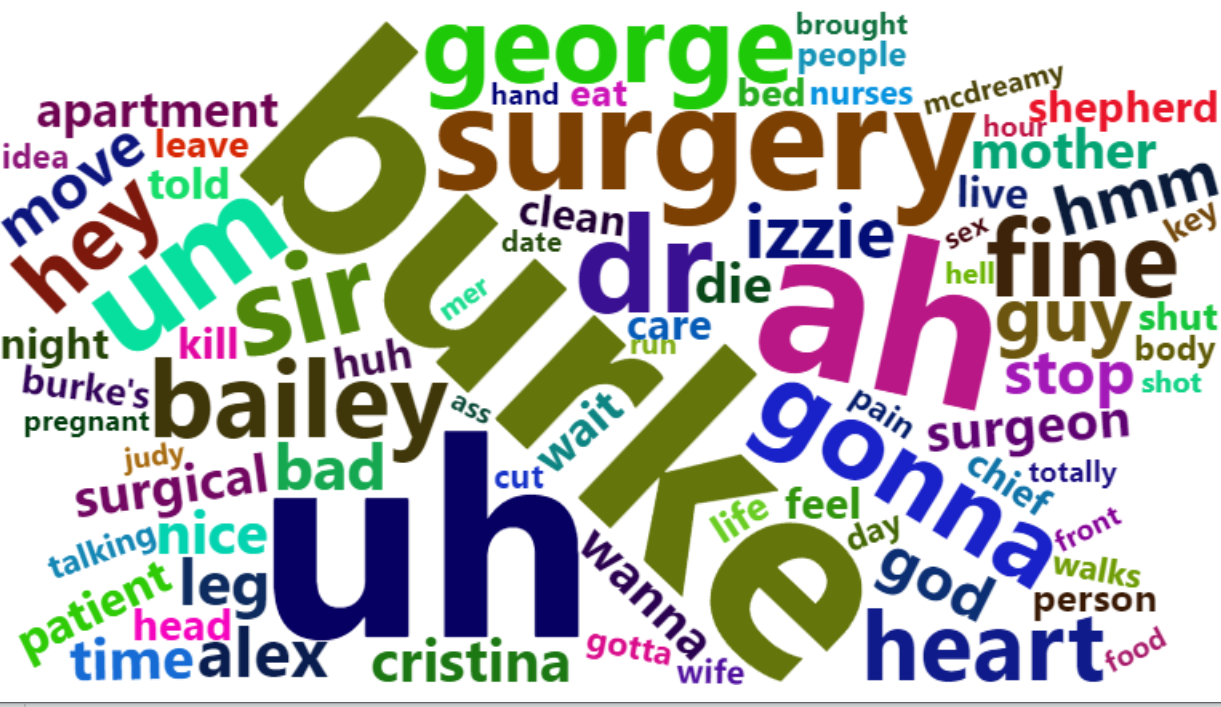 george
brought
people
hand
eat
bed
nurses
mcdreamy
shepherd
apartment
surgery
hour
mother
idea
move
leave
told
burke
live
hmm
key
hey
um
clean
date
dr
izzie
sex
fine
hell
sir
mer
die
ah
guy
shut
night
kill
huh
care
run
body
burke's
bailey
stop
shot
pregnant
ass
wait
gonna
pain
surgeon
judy
surgical
bad
uh
cut
chief
totally
talking
nice
life
feel
day
front
patient
leg
wanna
god
walks
head
person
time
alex
cristina
gotta
wife
heart
food